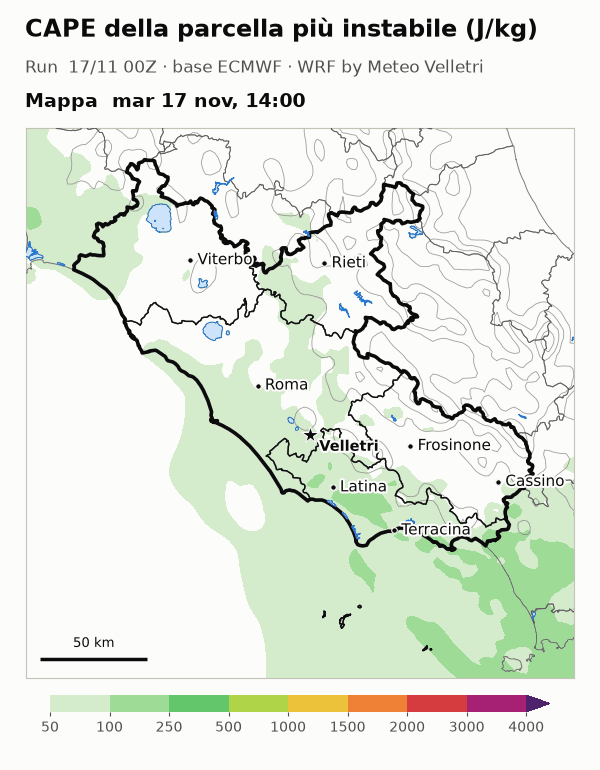 CAPE della parcella più instabile (J/kg)
Run 17/11 00Z · base ECMWF · WRF by Meteo Velletri
Mappa mar 17 nov, 14:00
Viterbo
Rieti
Roma
Velletri
Frosinone
Latina
Cassino
Terracina
50 km
50 100 250 500 1000 1500 2000 3000 4000